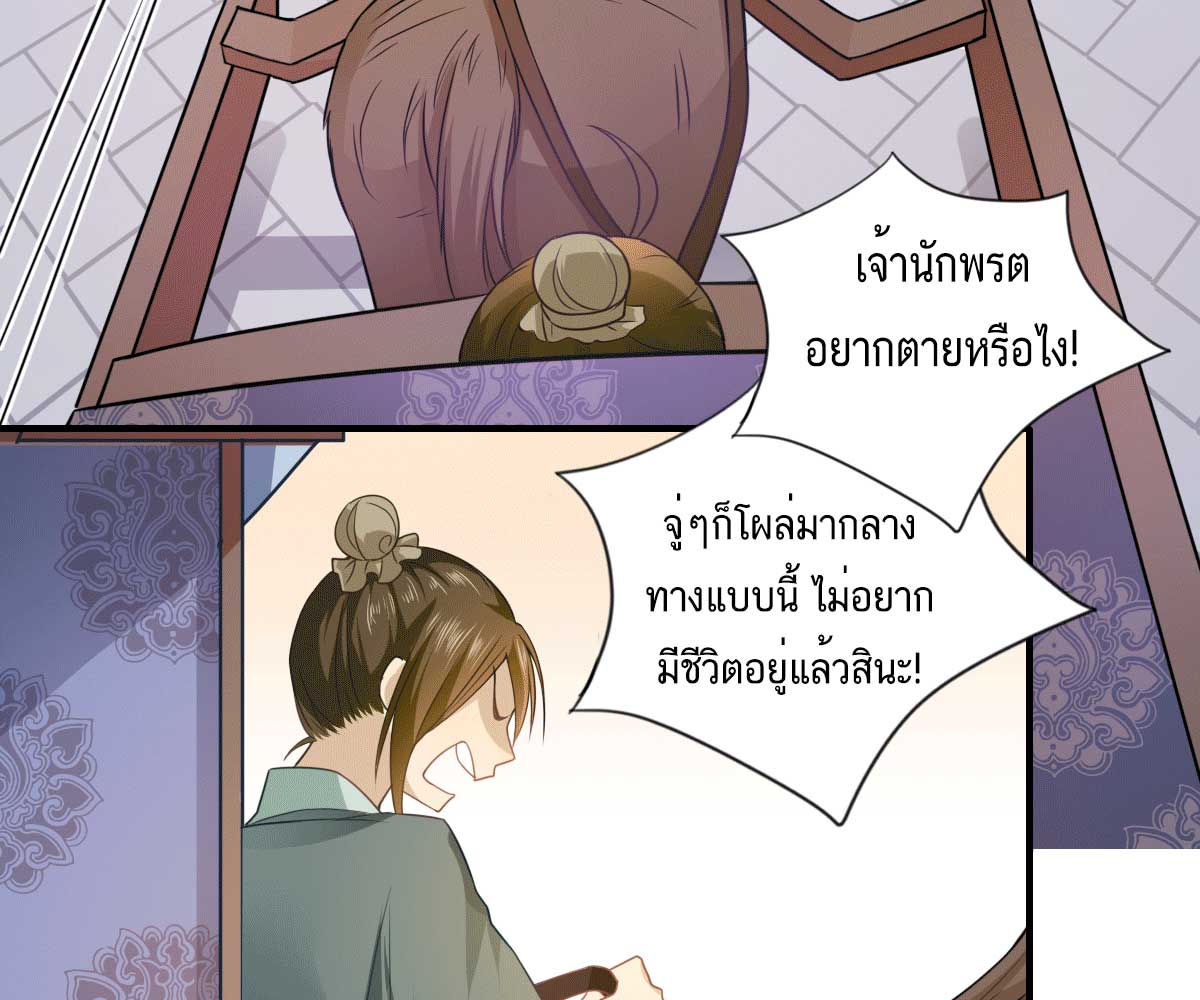 เจ้านักพรต
อยากตายหรือไง!
จู่ๆก็โผล่มากลาง
ทางแบบนี้ ไม่อยาก
มีชีวิตอยู่แล้วสินะ!